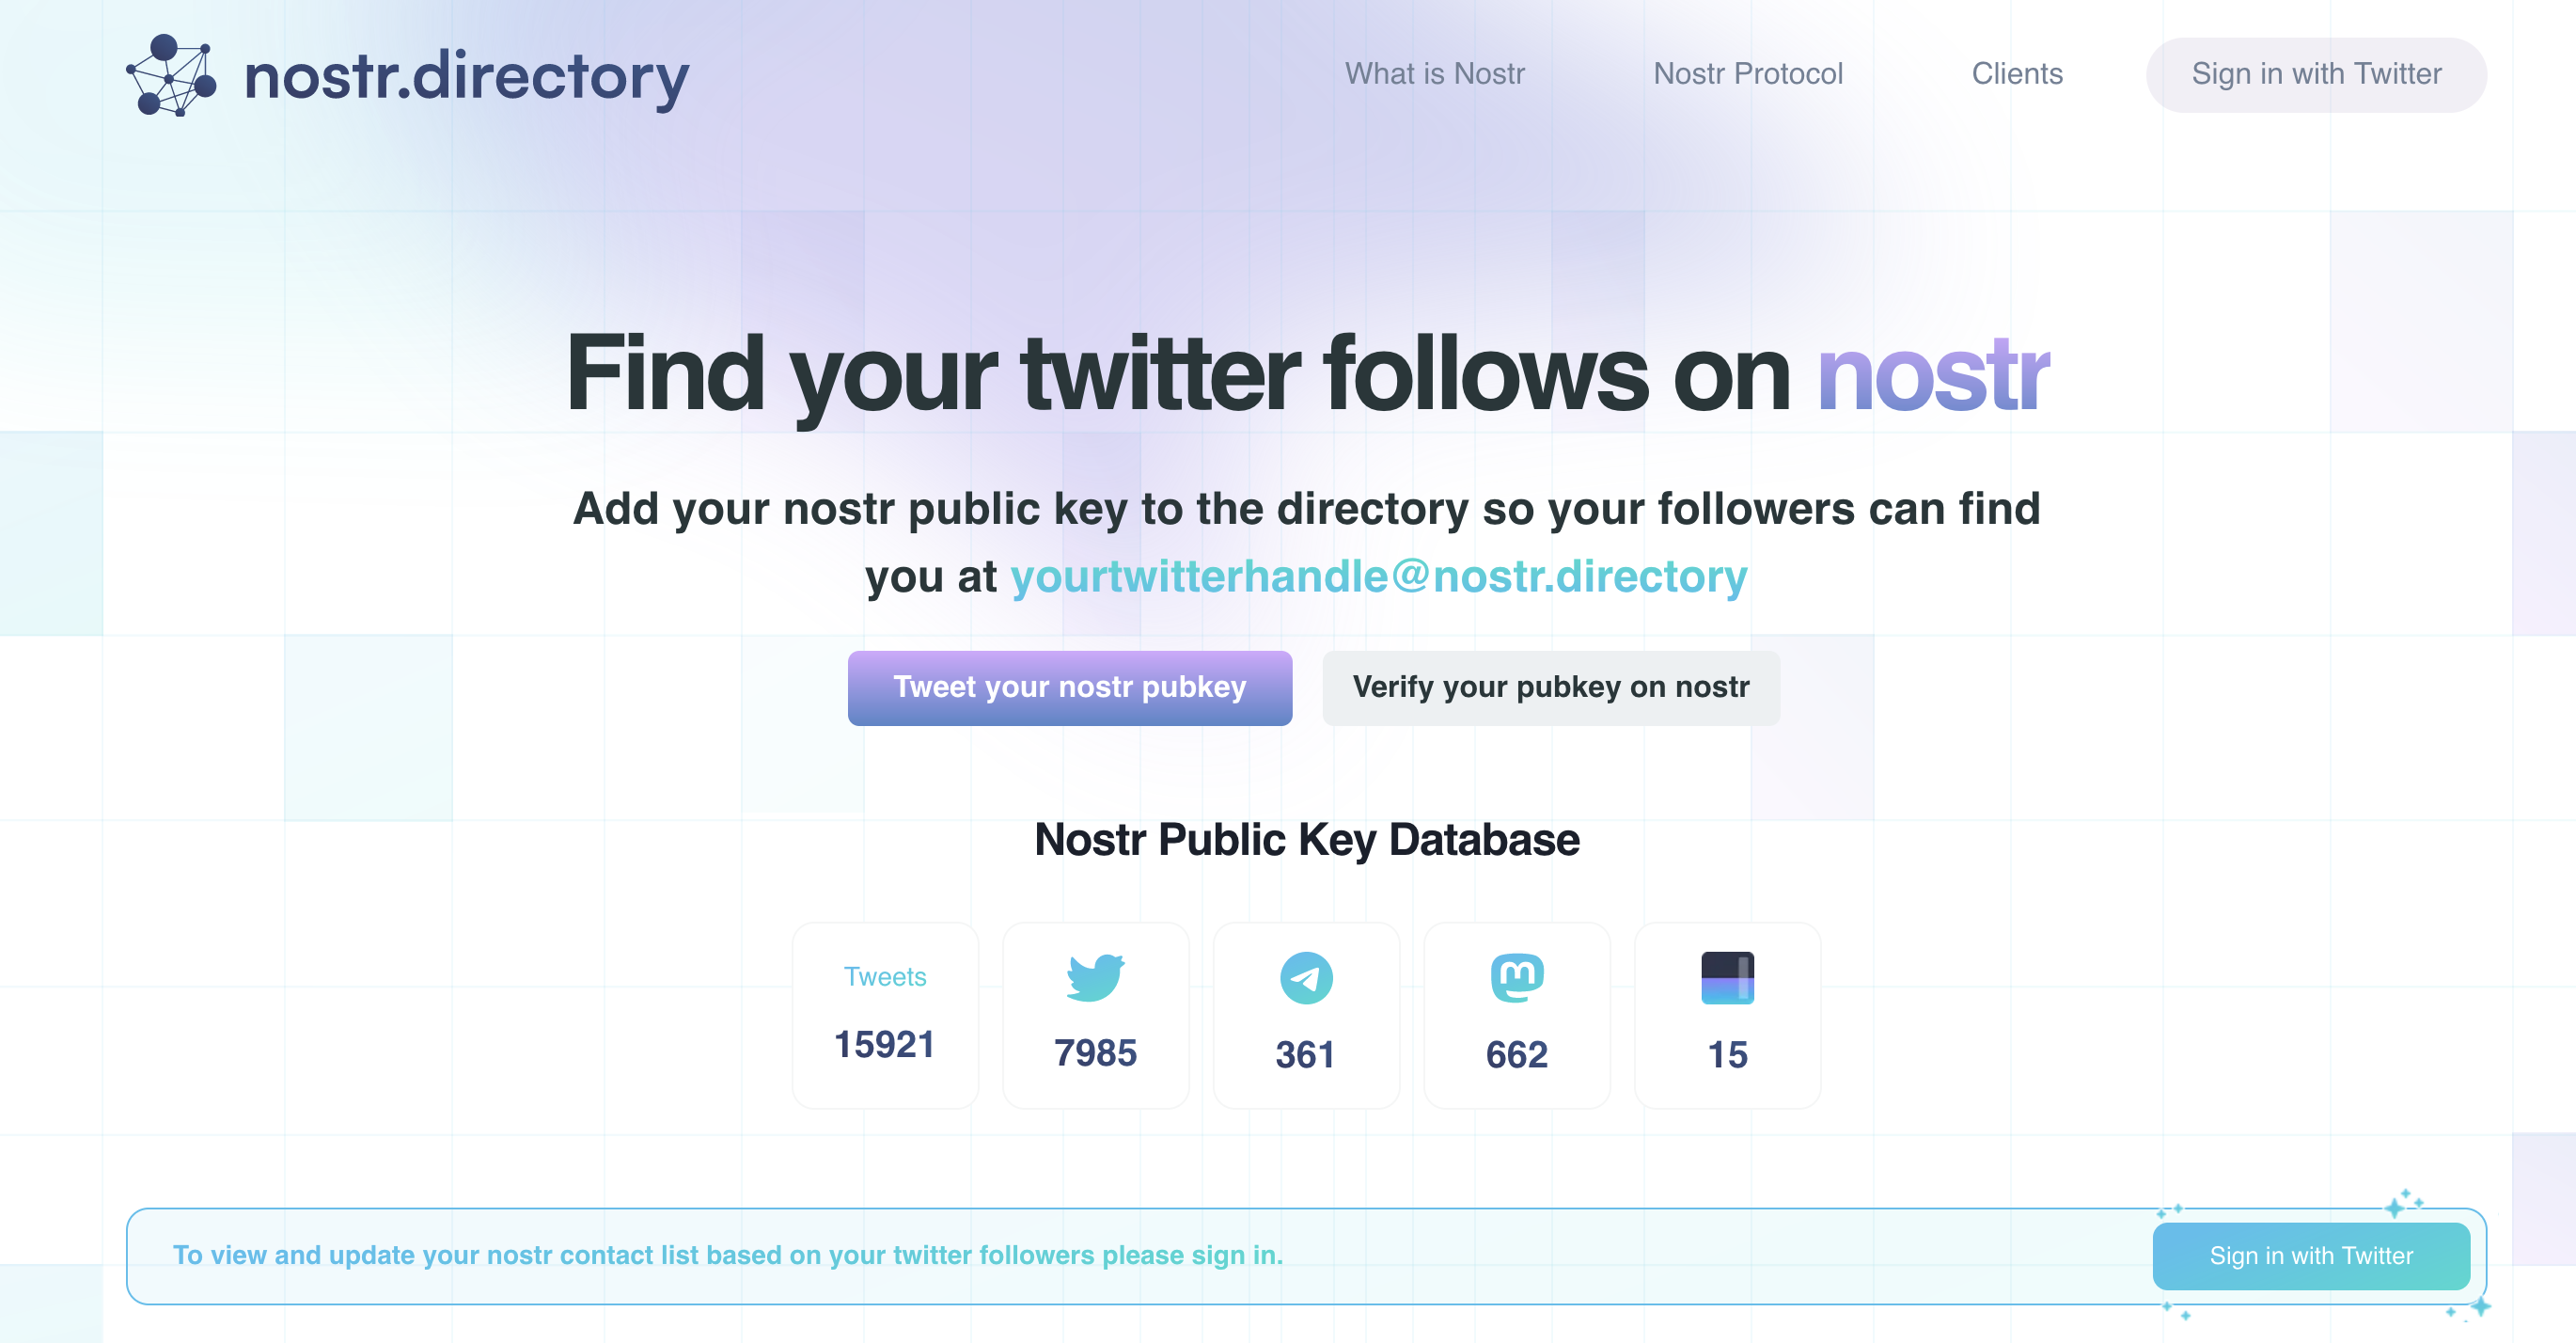 nostr.directory
What is Nostr
Nostr Protocol
Clients
Sign in with Twitter
Find your twitter follows on nostr
Add your nostr public key to the directory so your followers can find
you at yourtwitterhandle@nostr.directory
Tweet your nostr pubkey
Verify your pubkey on nostr
Nostr Public Key Database
Tweets
15921
7985
361
662
15
To view and update your nostr contact list based on your twitter followers please sign in.
Sign in with Twitter